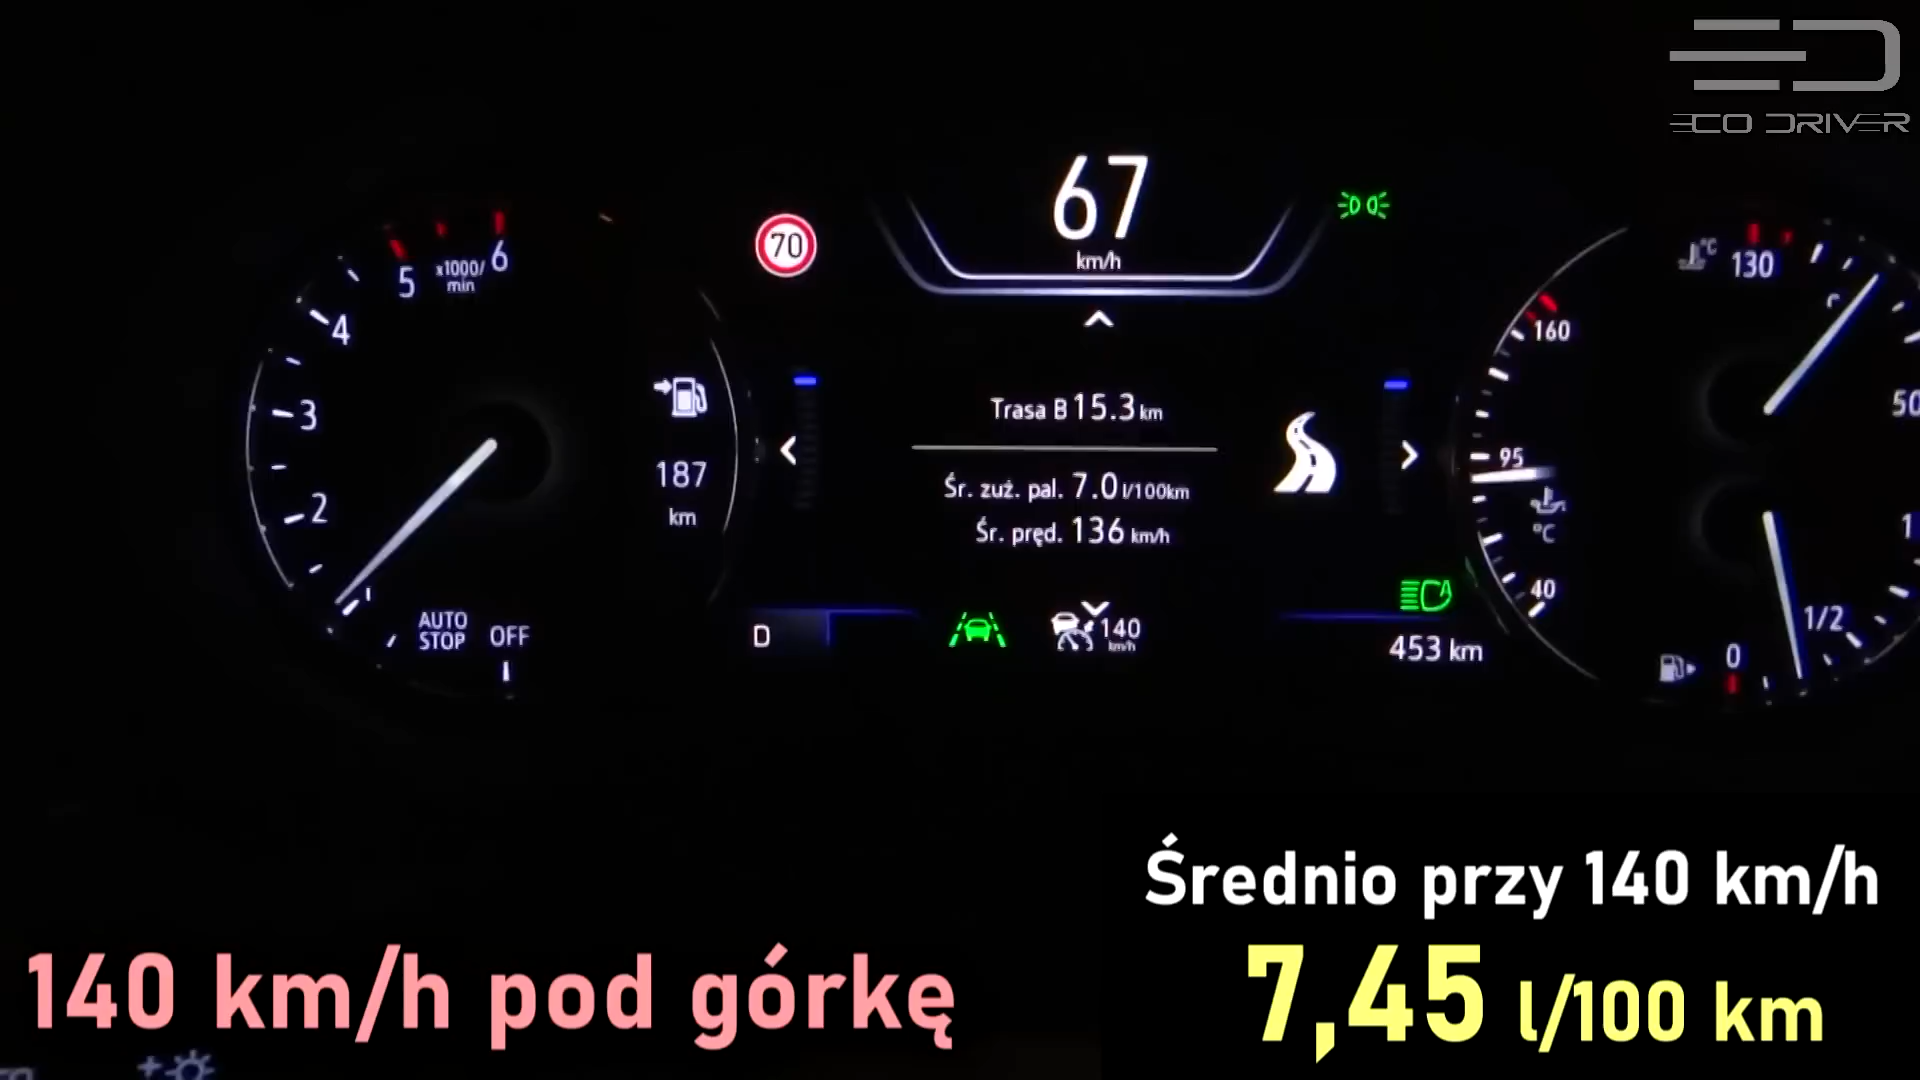 ECO DRIVER
67
km/h
70
5
x1000/
min
6
4
3
2
AUTO
STOP
OFF
187
km
Trasa B 15.3 km
Śr. zuż. pal. 7.0 l/100km
Śr. pręd. 136 km/h
D
140
km/h
453 km
°C
130
160
50
95
°C
40
1/2
0
Średnio przy 140 km/h
7,45 l/100 km
140 km/h pod górkę